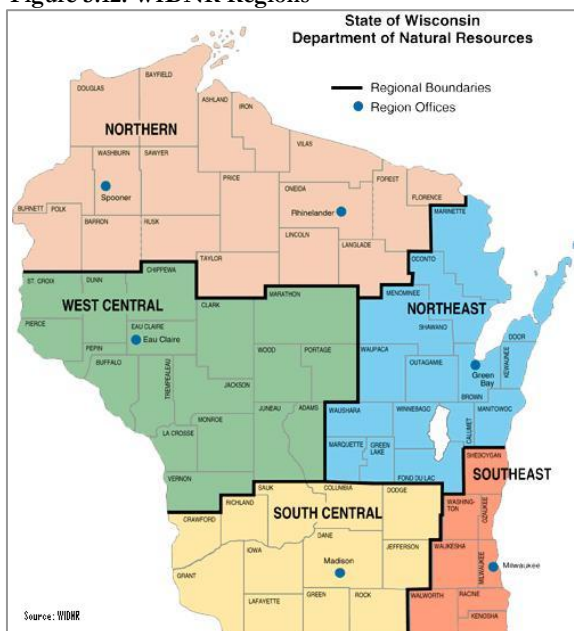 Figure 3.12: WIDNR Regions
State of Wisconsin
Department of Natural Resources
Regional Boundaries
Region Offices
DOUGLAS
BAYFIELD
ASHLAND
IRON
VILAS
NORTHERN
WASHBURN
SAWYER
Spooner
PRICE
ONEIDA
FOREST
FLORENCE
Rhinelander
BURNETT
POLK
BARRON
RUSK
LINCOLN
LANGLADE
TAYLOR
MARINETTE
OCONTO
ST. CROIX
DUNN
CHIPPEWA
CLARK
MARATHON
MENOMINEE
WEST CENTRAL
NORTHEAST
PIERCE
EAU CLAIRE
Eau Claire
PEPIN
BUFFALO
TREMPEALEAU
JACKSON
WOOD
PORTAGE
SHAWANO
WAUPACA
OUTAGAMIE
Green
Bay
DOOR
KEWAUNEE
BROWN
MONROE
LA CROSSE
JUNEAU
ADAMS
WAUSHARA
WINNEBAGO
CALUMET
MANITOWOC
MARQUETTE
GREEN
LAKE
FOND DU LAC
SHEBOYGAN
SOUTHEAST
VERNON
SAUK
COLUMBIA
DODGE
RICHLAND
CRAWFORD
SOUTH CENTRAL
WASHING-
TON
OZAUKEE
DANE
IOWA
JEFFERSON
WAUKESHA
MILWAUKEE
Milwaukee
GRANT
Madison
LAFAYETTE
GREEN
ROCK
WALWORTH
RACINE
KENOSHA
Source: WIDNR